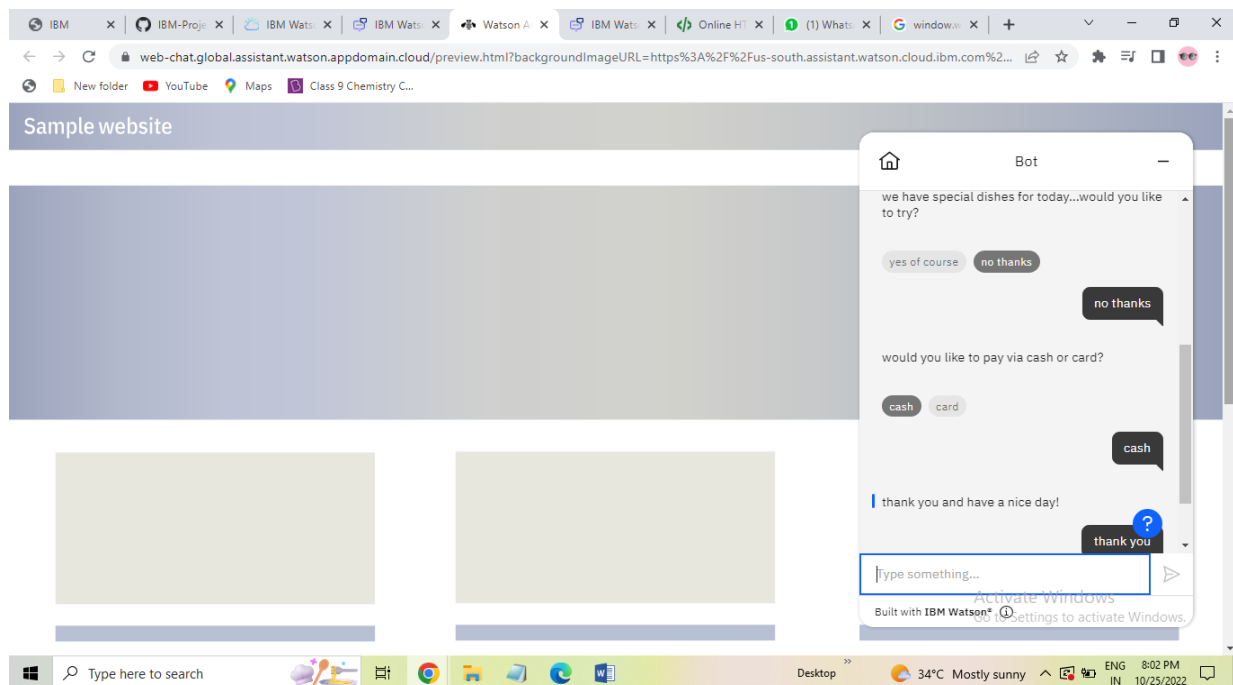 IBM
IBM-Proje
IBM Wats
IBM Wats
Watson A
IBM Wats
Online HT
(1) Whats
window.w
web-chat.global.assistant.watson.appdomain.cloud/preview.html?backgroundImageURL=https%3A%2F%2Fus-south.assistant.watson.cloud.ibm.com%2...
New folder
YouTube
Maps
Class 9 Chemistry C...
Sample website
Bot
we have special dishes for today...would you like
to try?
yes of course
no thanks
no thanks
would you like to pay via cash or card?
cash
card
cash
thank you and have a nice day!
?
thank you
Type something...
Activate Windows
Built with IBM Watson®
Go to Settings to activate Windows.
Type here to search
Desktop
34°C Mostly sunny
ENG
IN
8:02 PM
10/25/2022